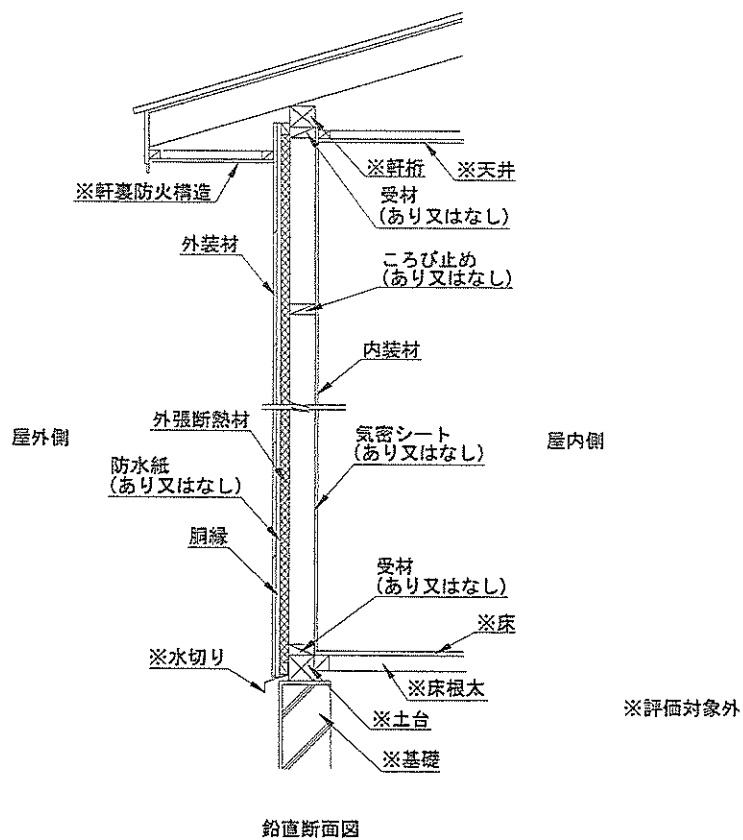 ※軒桁
※天井
※軒裏防火構造
受材
(あり又はなし)
外装材
ころび止め
(あり又はなし)
内装材
外張断熱材
屋外側
気密シート
(あり又はなし)
屋内側
防水紙
(あり又はなし)
胴縁
受材
(あり又はなし)
※床
※水切り
※床根太
※土台
※評価対象外
※基礎
鉛直断面図